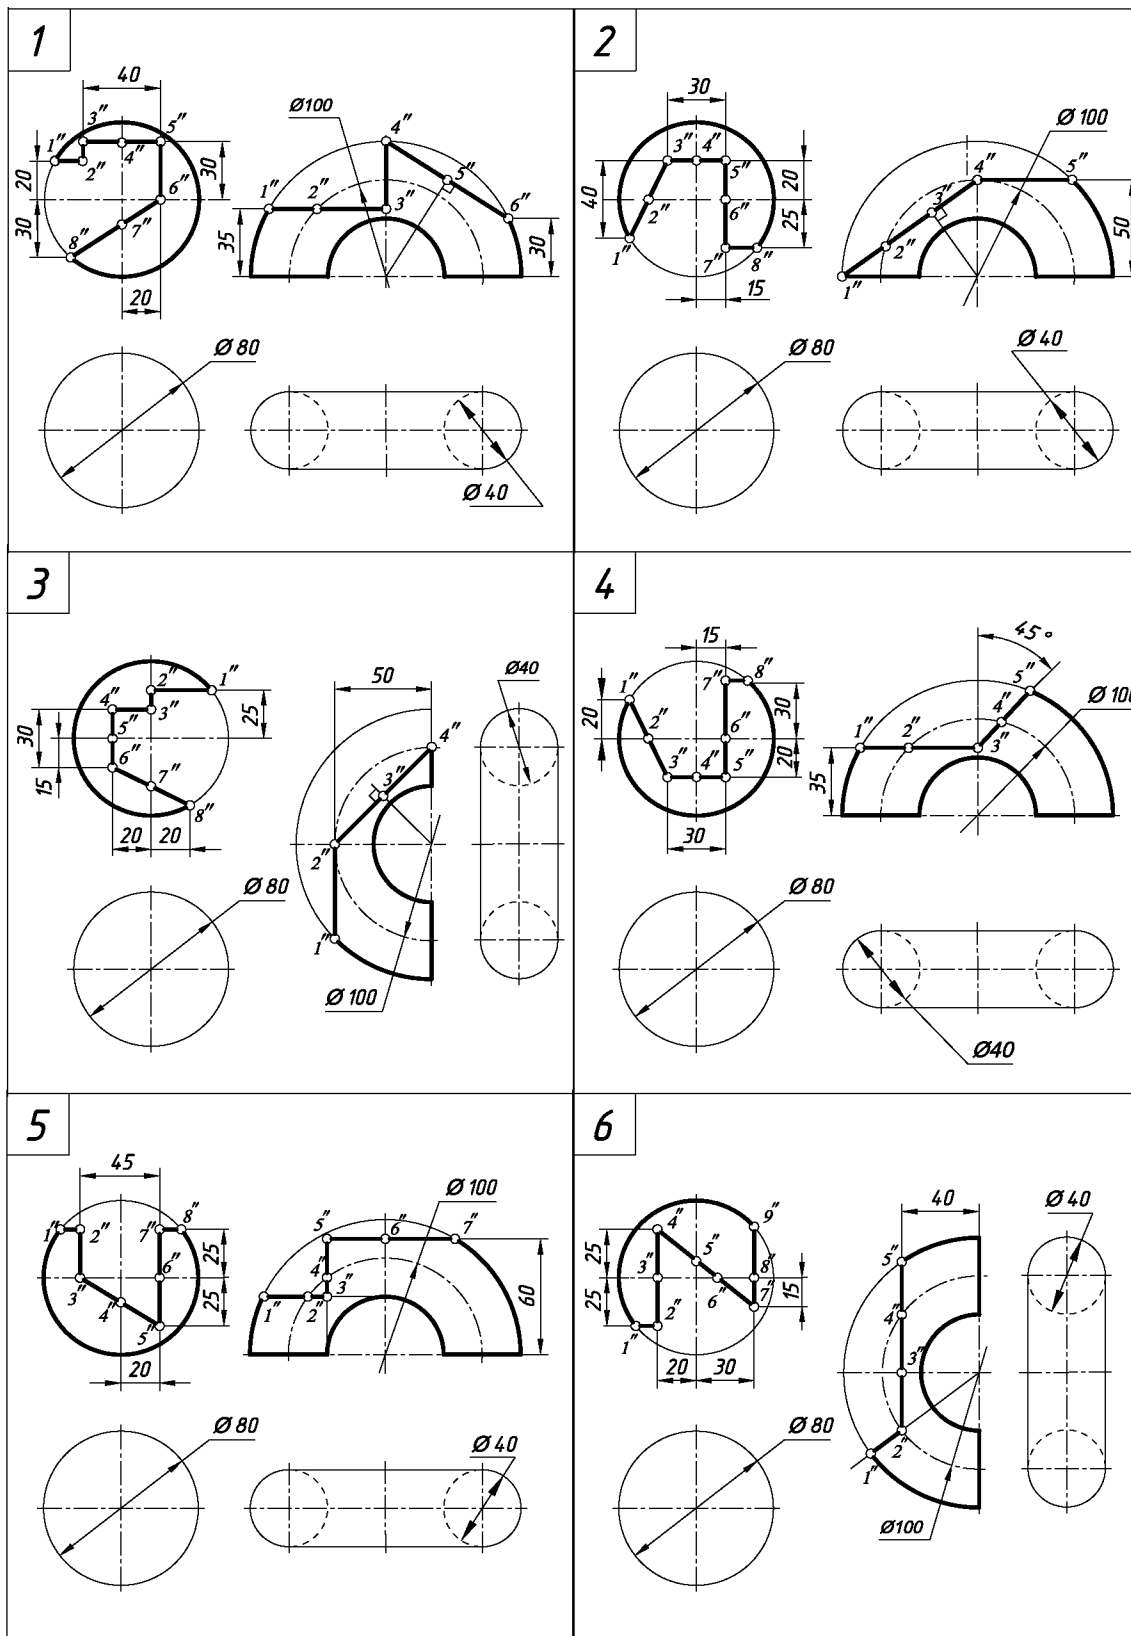 1
40
Ø100
1″ 2″ 3″ 4″ 5″ 6″ 7″ 8″
20
30
30
20
1″ 2″ 3″ 4″ 5″ 6″
35
30
Ø 80
Ø 40
2
30
Ø 100
1″ 2″ 3″ 4″ 5″ 6″ 7″ 8″
40
20
25
15
1″ 2″ 3″ 4″ 5″
50
Ø 80
Ø 40
3
50
Ø40
1″ 2″ 3″ 4″ 5″ 6″ 7″ 8″
30
15
25
20 20
1″ 2″ 3″ 4″
Ø 80
Ø 100
4
15
45°
1″ 2″ 3″ 4″ 5″ 6″ 7″ 8″
20
30
20
30
1″ 2″ 3″ 4″ 5″
35
Ø 80
Ø40
5
45
Ø 100
1″ 2″ 3″ 4″ 5″ 6″ 7″ 8″
25
25
20
1″ 2″ 3″ 4″ 5″ 6″ 7″
60
Ø 80
Ø 40
6
40
Ø 40
1″ 2″ 3″ 4″ 5″ 6″ 7″ 8″ 9″
25
25
15
20 30
1″ 2″ 3″ 4″ 5″
Ø 80
Ø100